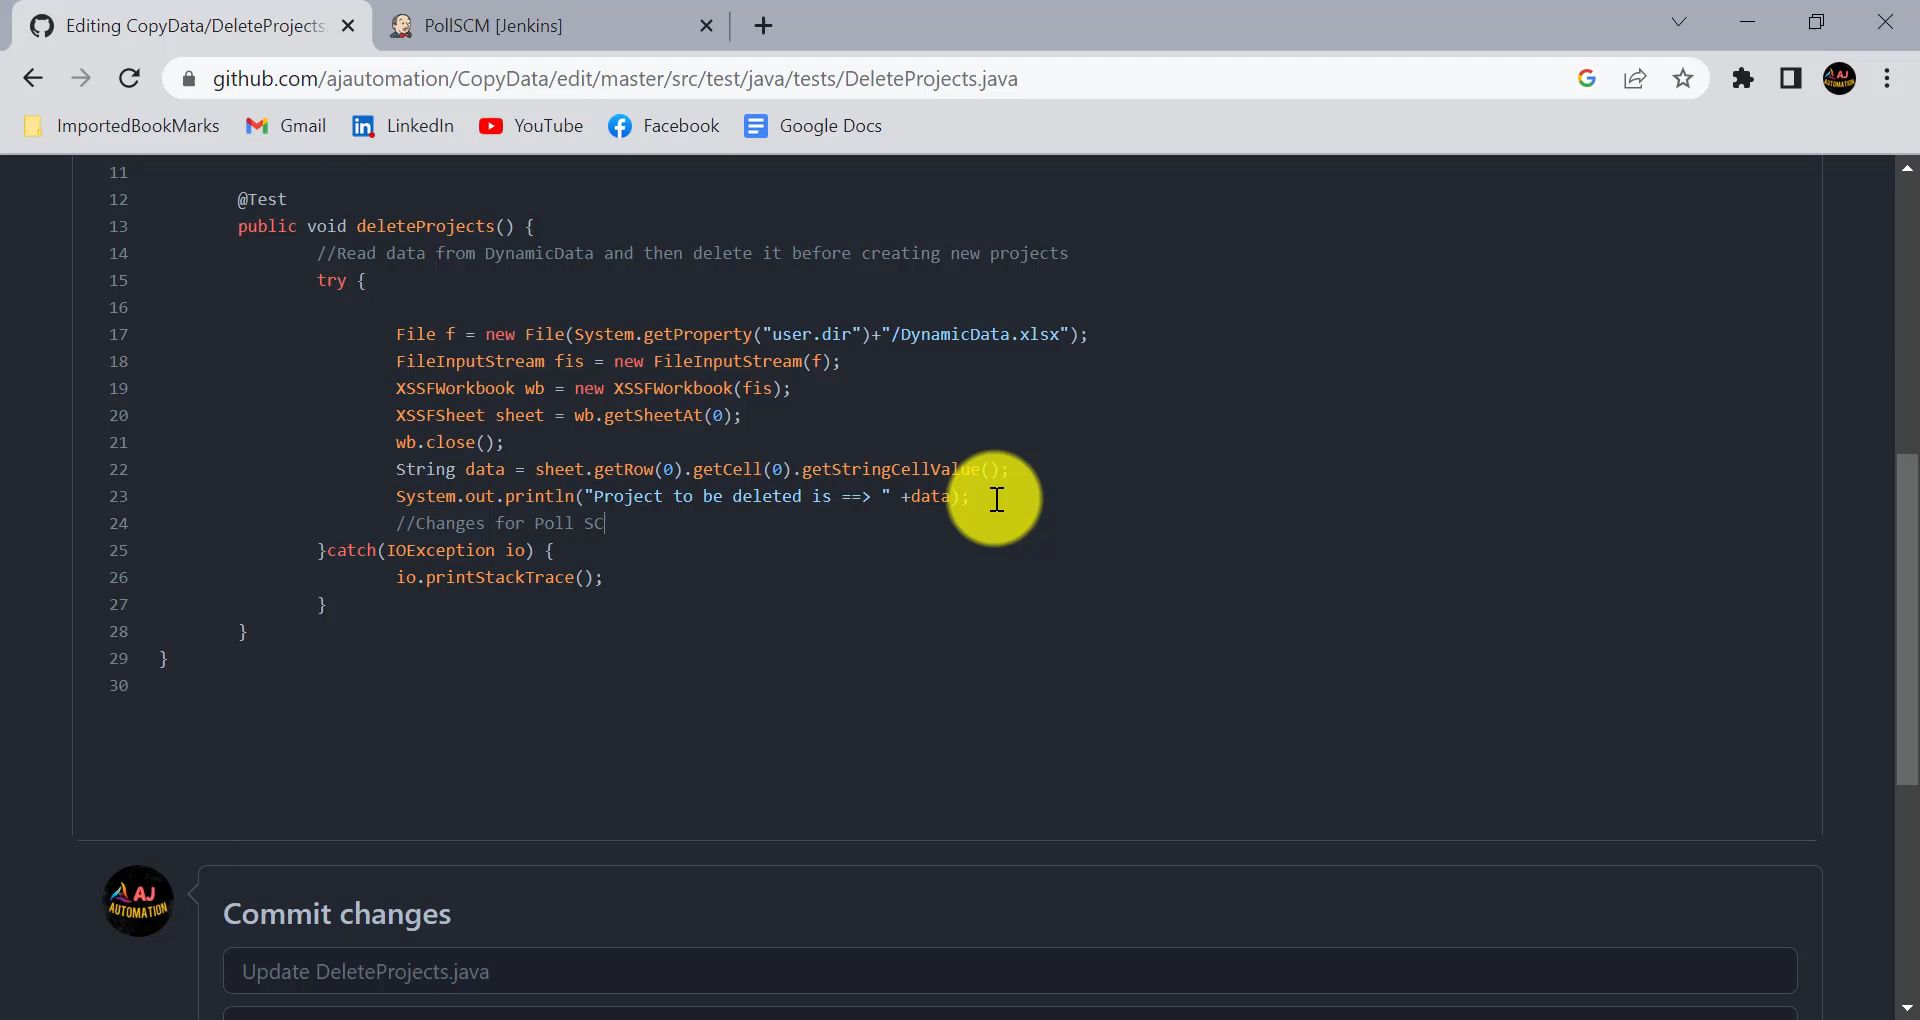 Editing CopyData/DeleteProjects
PollSCM [Jenkins]
github.com/ajautomation/CopyData/edit/master/src/test/java/tests/DeleteProjects.java
ImportedBookMarks
Gmail
LinkedIn
YouTube
Facebook
Google Docs
11
12 @Test
13 public void deleteProjects() {
14 //Read data from DynamicData and then delete it before creating new projects
15 try {
16
17 File f = new File(System.getProperty("user.dir")+"/DynamicData.xlsx");
18 FileInputStream fis = new FileInputStream(f);
19 XSSFWorkbook wb = new XSSFWorkbook(fis);
20 XSSFSheet sheet = wb.getSheetAt(0);
21 wb.close();
22 String data = sheet.getRow(0).getCell(0).getStringCellValue();
23 System.out.println("Project to be deleted is ==> " +data);
24 //Changes for Poll SC
25 }catch(IOException io) {
26 io.printStackTrace();
27 }
28 }
29 }
30
AJ
AUTOMATION
Commit changes
Update DeleteProjects.java